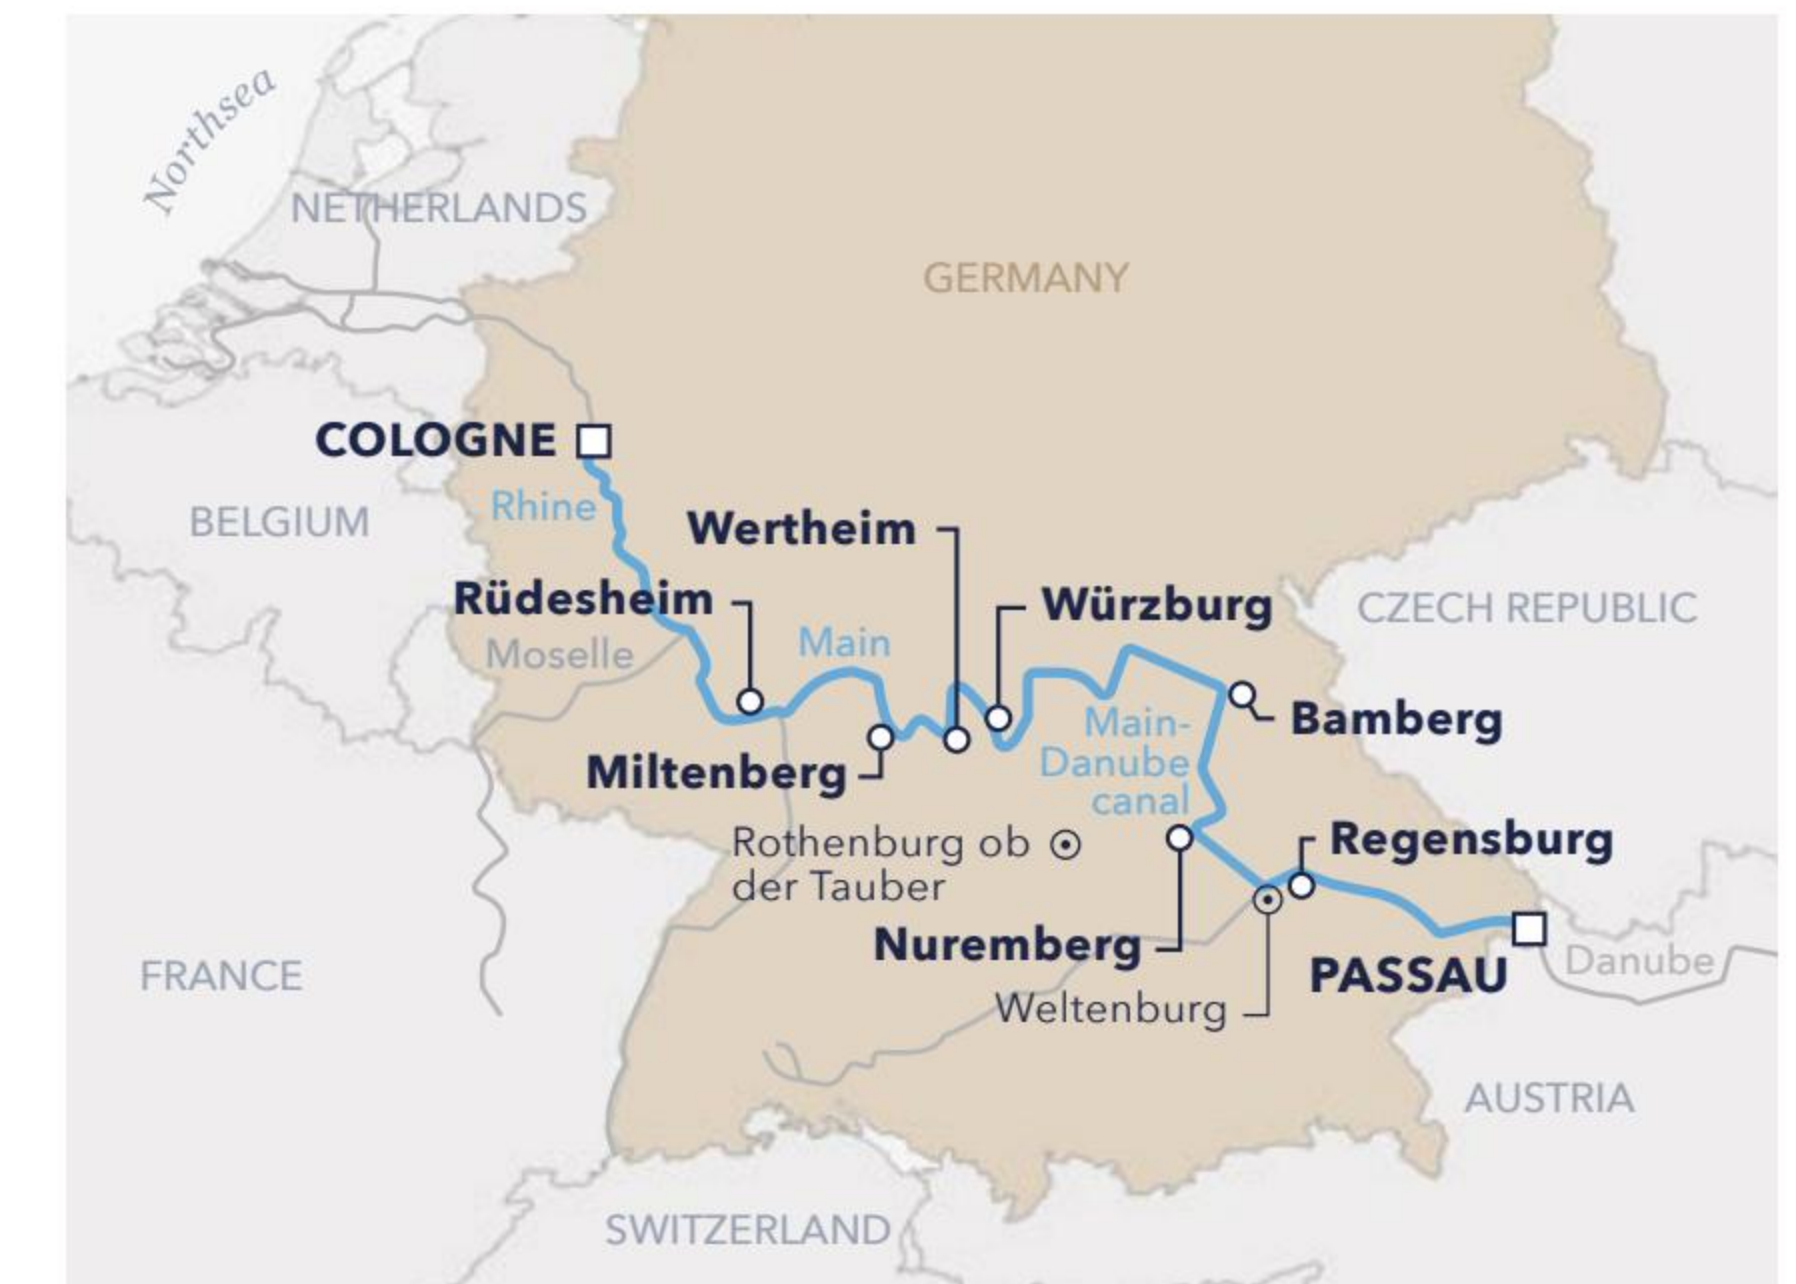 Northsea
NETHERLANDS
GERMANY
COLOGNE
Rhine
BELGIUM
Wertheim
Rüdesheim
Würzburg
CZECH REPUBLIC
Main
Moselle
Bamberg
Main-
Danube
canal
Miltenberg
Rothenburg ob
der Tauber
Regensburg
Nuremberg
PASSAU
Danube
FRANCE
Weltenburg
AUSTRIA
SWITZERLAND